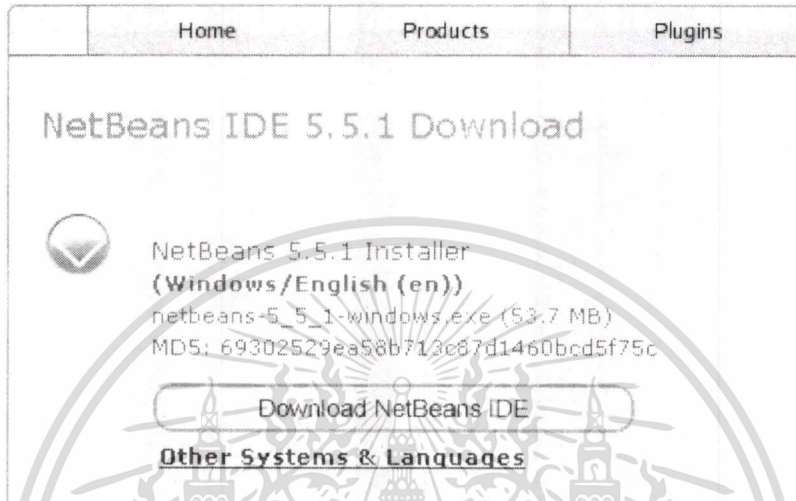 Home Products Plugins
NetBeans IDE 5.5.1 Download
NetBeans 5.5.1 Installer
(Windows/English (en))
netbeans-5_5_1-windows.exe (53.7 MB)
MD5: 69302529ea58b713c87d1460bcd5f75c
Download NetBeans IDE
Other Systems & Languages